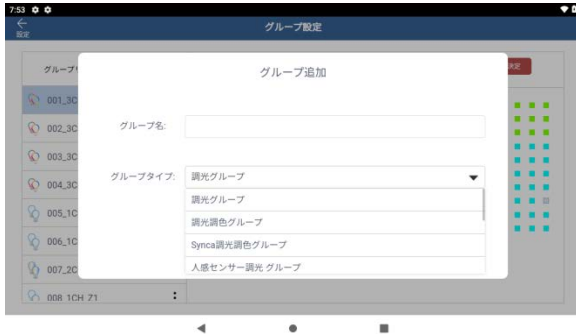 7:53
グループ設定
設定
グループ
決定
グループ追加
001_3C
002_3C
グループ名:
003_3C
グループタイプ: 調光グループ
004_3C
調光グループ
005_1C
調光調色グループ
006_1C
Synca調光調色グループ
007_2C
人感センサー調光 グループ
008_1CH_Z1